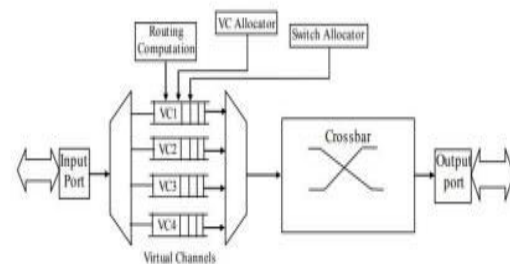 VC Allocator
Routing
Computation
Switch Allocator
VC1
VC2
VC3
VC4
Input
Port
Crossbar
Output
port
Virtual Channels